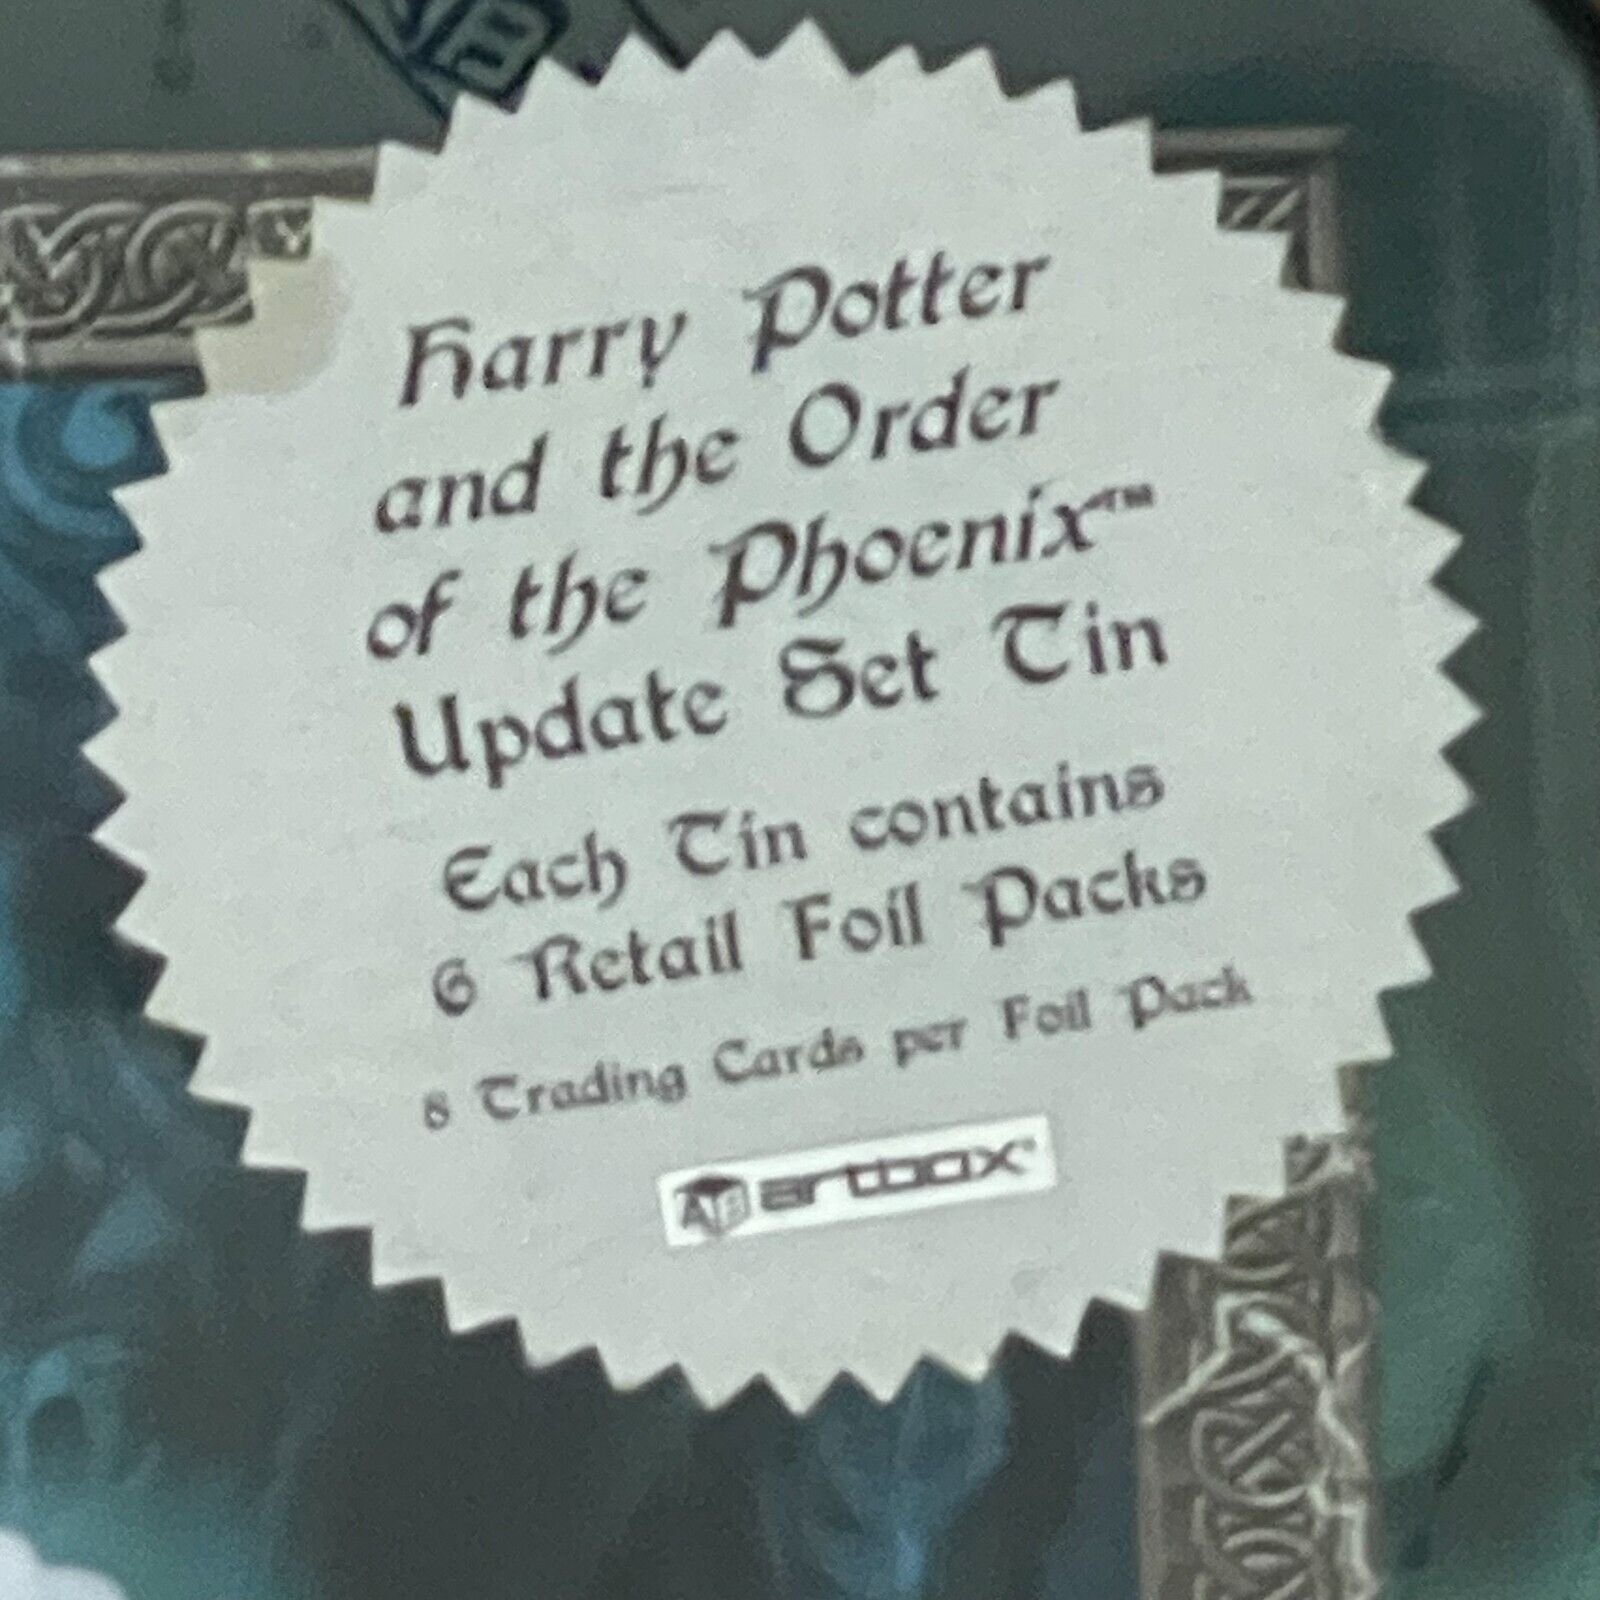 Harry Potter
and the Order
of the Phoenix™
Update Set Tin
Each Tin contains
6 Retail Foil Packs
8 Trading Cards per Foil Pack
artbox